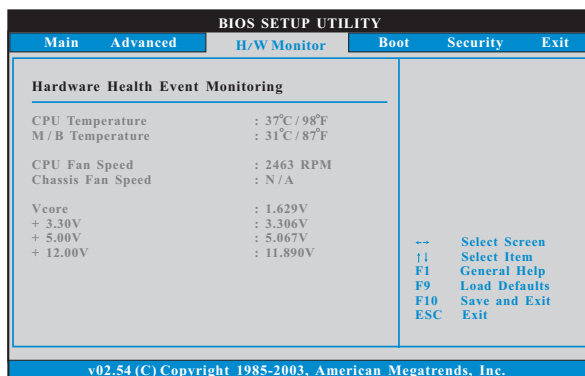 BIOS SETUP UTILITY
Main Advanced H/W Monitor Boot Security Exit
Hardware Health Event Monitoring
CPU Temperature : 37°C / 98°F
M / B Temperature : 31°C / 87°F
CPU Fan Speed : 2463 RPM
Chassis Fan Speed : N / A
Vcore : 1.629V
+ 3.30V : 3.306V
+ 5.00V : 5.067V
+ 12.00V : 11.890V
←→ Select Screen
↑↓ Select Item
F1 General Help
F9 Load Defaults
F10 Save and Exit
ESC Exit
v02.54 (C) Copyright 1985-2003, American Megatrends, Inc.